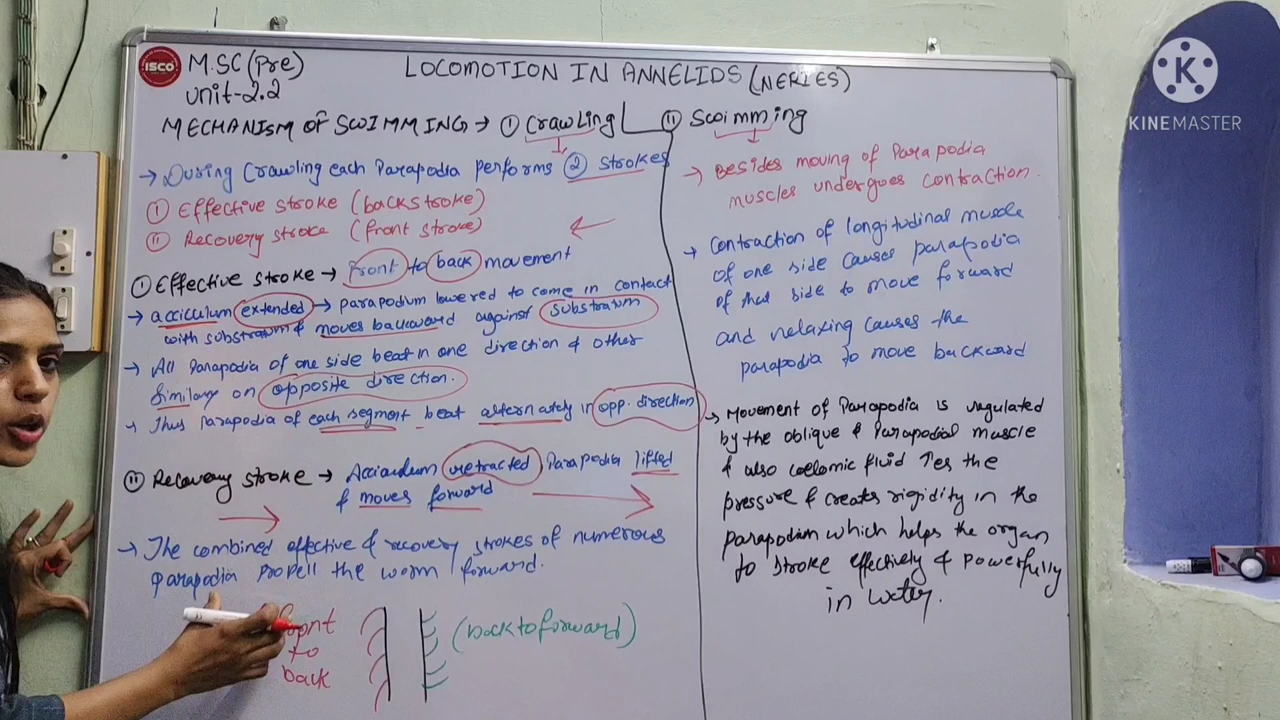 ISCO
M.SC (Pre)
Unit-2.2
LOCOMOTION IN ANNELIDS (NERIES)
MECHANISM OF SWIMMING → ① Crawling ② Swimming
→ During Crawling each Parapodia performs ② strokes
① Effective stroke (backstroke)
② Recovery stroke (front stroke)
① Effective stroke → front to back movement
→ acciculum extended → parapodium lowered to come in contact
with substratum & moves backward against substratum
→ All Parapodia of one side beat in one direction & other
Similary on opposite direction.
→ Thus Parapodia of each segment beat alternately in opp. direction
② Recovery stroke → Acciculum retracted Parapodia lifted
& moves forward
→ The combined effective & recovery strokes of numerous
Parapodia Propell the worm forward.
front
to
back
(back to forward)
→ Besides moving of Parapodia
muscles undergoes contraction.
→ Contraction of longitudinal muscle
of one side causes parapodia
of that side to move forward
and relaxing causes the
parapodia to move backward
→ Movement of Parapodia is regulated
by the oblique & Parapodial muscle
& also coelomic fluid ↑es the
pressure & creates rigidity in the
parapodium which helps the organ
to stroke effectively & powerfully
in water.
K
KINEMASTER